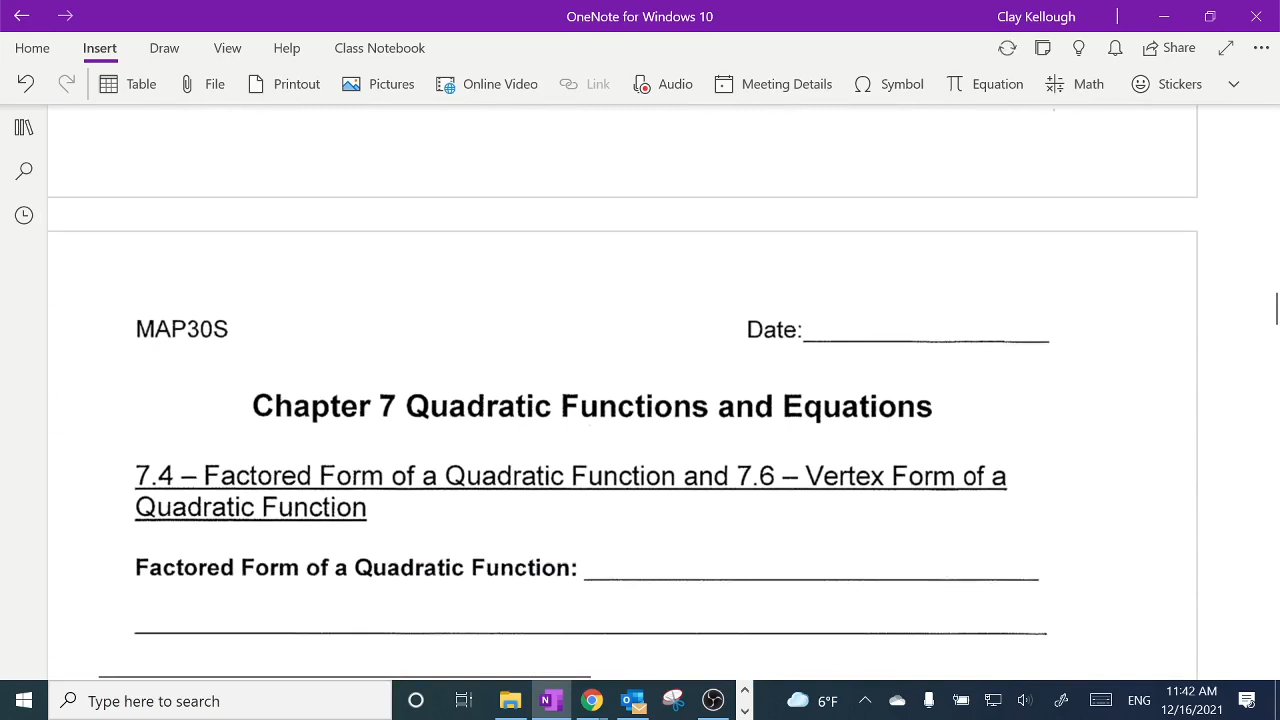 OneNote for Windows 10
Clay Kellough
Home Insert Draw View Help Class Notebook Share
Table File Printout Pictures Online Video Link Audio Meeting Details Symbol Equation Math Stickers
MAP30S Date:
Chapter 7 Quadratic Functions and Equations
7.4 – Factored Form of a Quadratic Function and 7.6 – Vertex Form of a
Quadratic Function
Factored Form of a Quadratic Function:
Type here to search
6°F
ENG
11:42 AM
12/16/2021